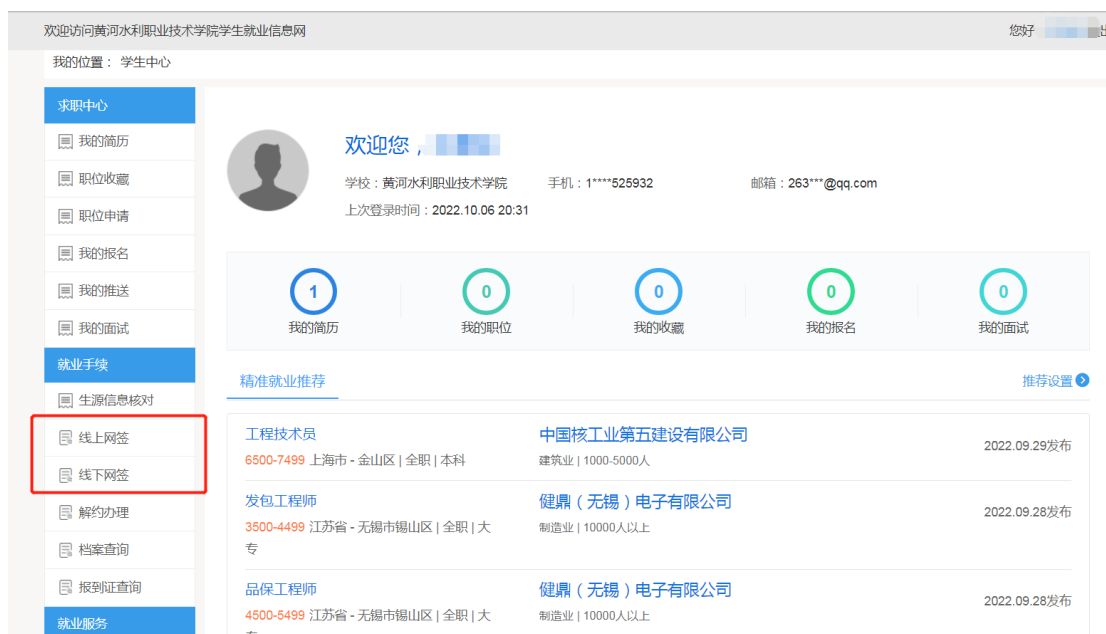 欢迎访问黄河水利职业技术学院学生就业信息网
您好
我的位置： 学生中心
求职中心
我的简历
职位收藏
职位申请
我的报名
我的推送
我的面试
就业手续
生源信息核对
线上网签
线下网签
解约办理
档案查询
报到证查询
就业服务
欢迎您，
学校：黄河水利职业技术学院 手机：1****525932 邮箱：263***@qq.com
上次登录时间：2022.10.06 20:31
1 0 0 0 0
我的简历 我的职位 我的收藏 我的报名 我的面试
精准就业推荐 推荐设置
工程技术员 中国核工业第五建设有限公司
6500-7499 上海市 - 金山区 | 全职 | 本科 建筑业 | 1000-5000人
2022.09.29发布
发包工程师 健鼎（无锡）电子有限公司
3500-4499 江苏省 - 无锡市锡山区 | 全职 | 大 制造业 | 10000人以上
专
2022.09.28发布
品保工程师 健鼎（无锡）电子有限公司
4500-5499 江苏省 - 无锡市锡山区 | 全职 | 大 制造业 | 10000人以上
2022.09.28发布